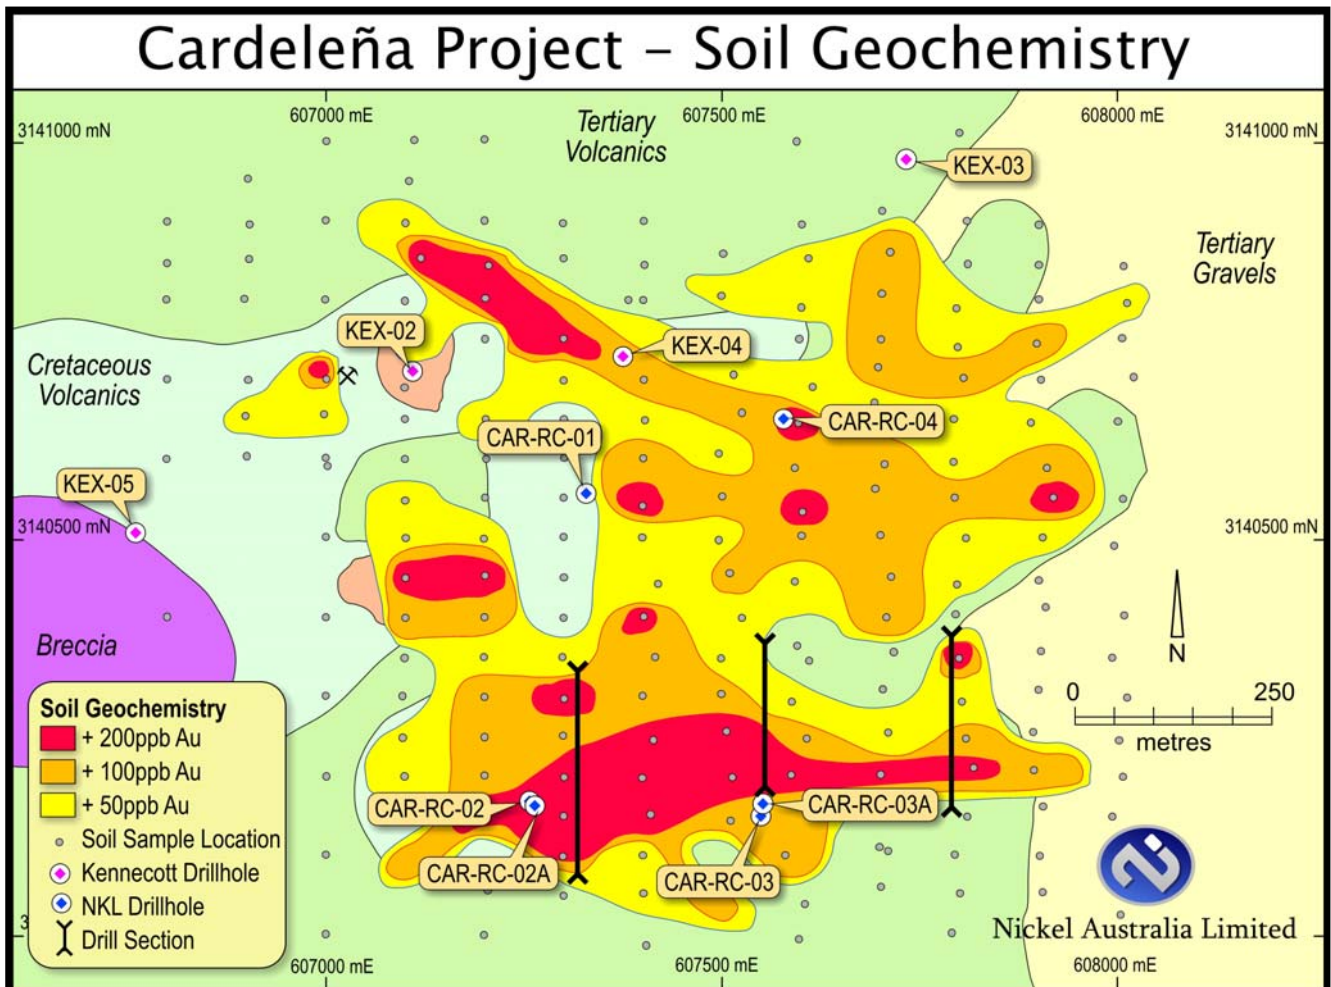 Cardeleña Project – Soil Geochemistry
607000 mE
607500 mE
608000 mE
3141000 mN
3141000 mN
Tertiary
Volcanics
KEX-03
Tertiary
Gravels
KEX-02
KEX-04
Cretaceous
Volcanics
CAR-RC-04
CAR-RC-01
KEX-05
3140500 mN
3140500 mN
Breccia
N
0 250
metres
Soil Geochemistry
+ 200ppb Au
+ 100ppb Au
+ 50ppb Au
Soil Sample Location
Kennecott Drillhole
NKL Drillhole
Drill Section
CAR-RC-02
CAR-RC-03A
CAR-RC-02A
CAR-RC-03
Nickel Australia Limited
3
607000 mE
607500 mE
608000 mE